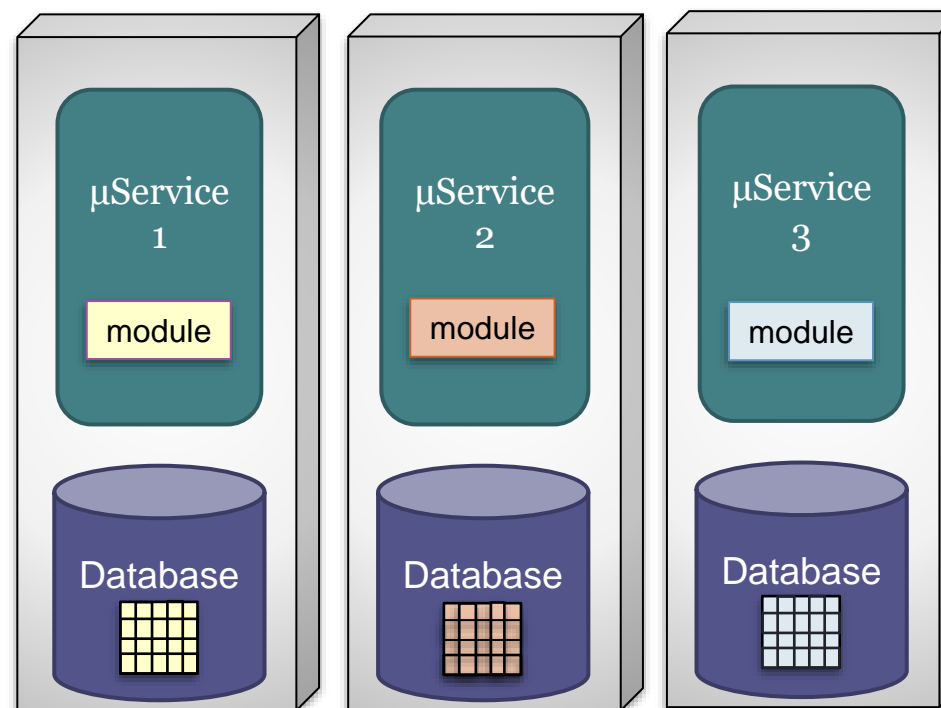 μService
1
module
Database
μService
2
module
Database
μService
3
module
Database